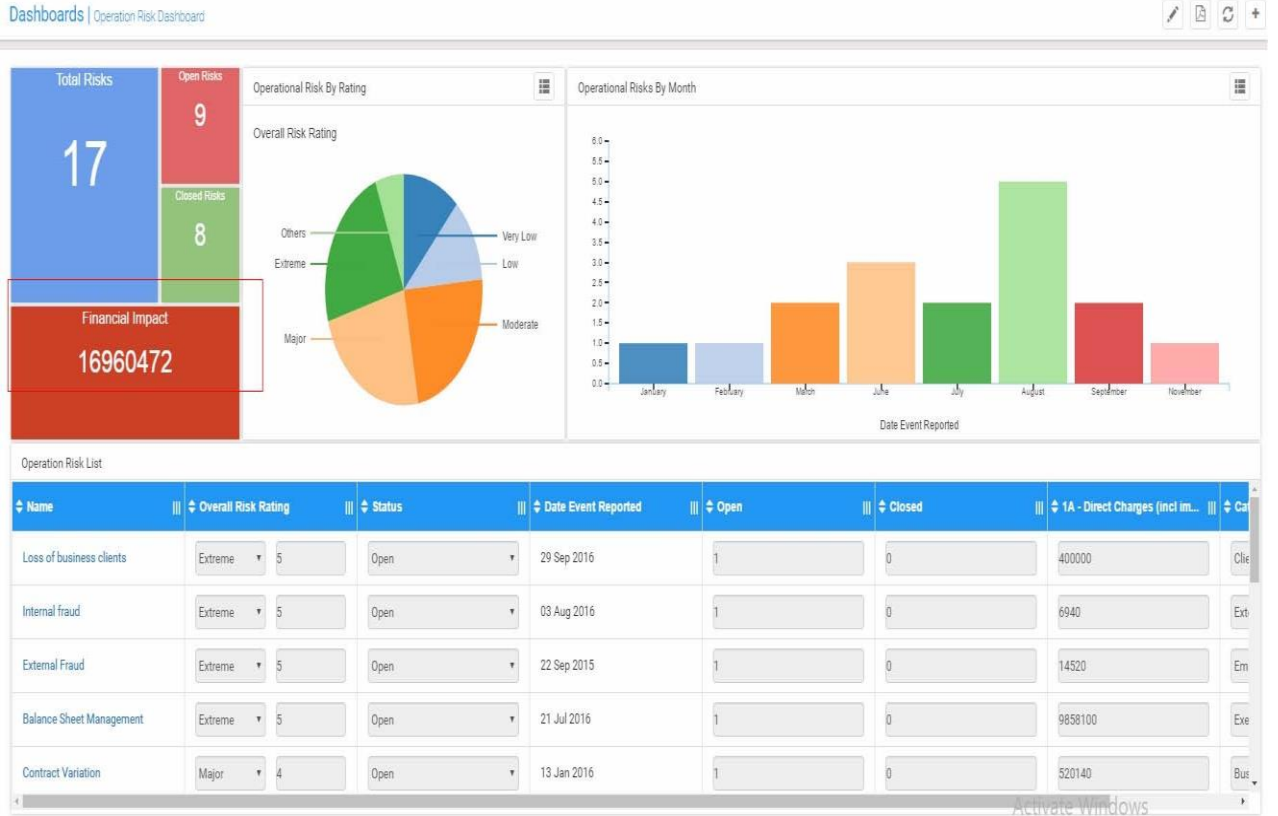 Dashboards | Operation Risk Dashboard
Total Risks
17
Open Risks
9
Closed Risks
8
Financial Impact
16960472
Operational Risk By Rating
Overall Risk Rating
Others
Extreme
Major
Very Low
Low
Moderate
Operational Risks By Month
6.0
5.5
5.0
4.5
4.0
3.5
3.0
2.5
2.0
1.5
1.0
0.5
0.0
January February March June July August September November
Date Event Reported
Operation Risk List
Name Overall Risk Rating Status Date Event Reported Open Closed 1A - Direct Charges (incl im... Cat
Loss of business clients Extreme 5 Open 29 Sep 2016 1 0 400000 Clie
Internal fraud Extreme 5 Open 03 Aug 2016 1 0 6940 Ext
External Fraud Extreme 5 Open 22 Sep 2015 1 0 14520 Em
Balance Sheet Management Extreme 5 Open 21 Jul 2016 1 0 9858100 Exe
Contract Variation Major 4 Open 13 Jan 2016 1 0 520140 Bus
Activate Windows